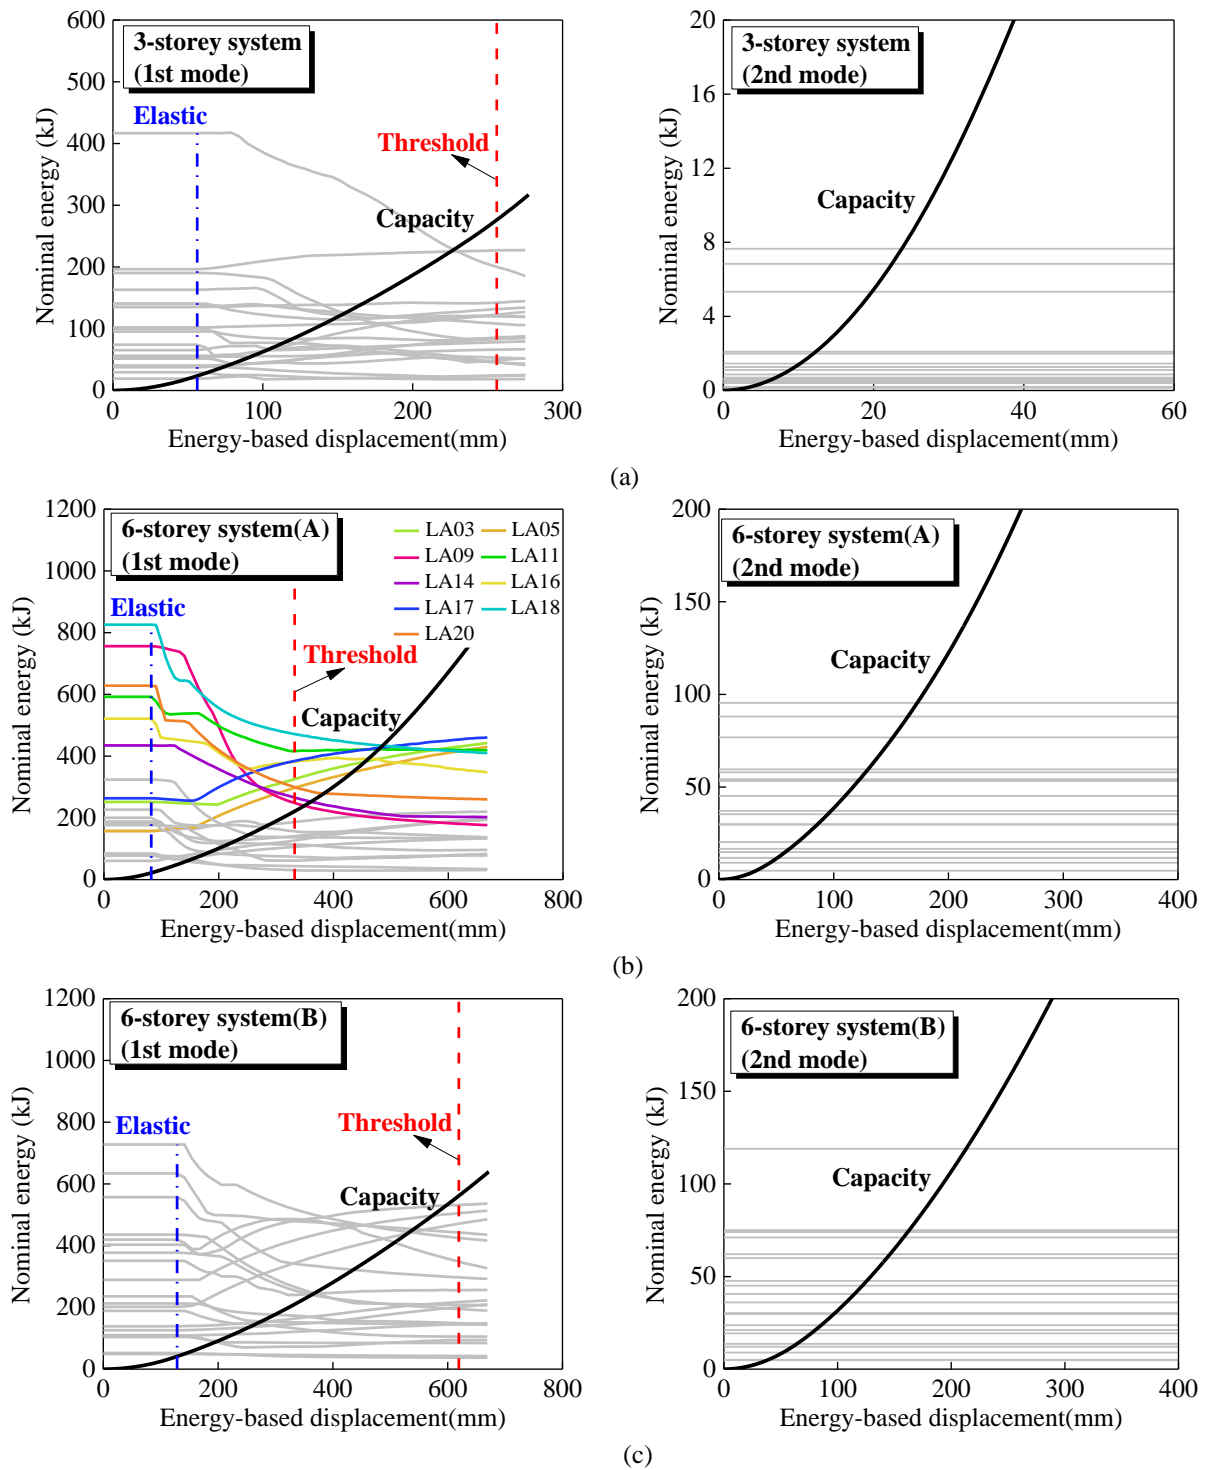 600
500
400
300
200
100
0
0
100
200
300
Nominal energy (kJ)
Energy-based displacement(mm)
3-storey system
(1st mode)
Elastic
Threshold
Capacity
20
16
12
8
4
0
0
20
40
60
Nominal energy (kJ)
Energy-based displacement(mm)
3-storey system
(2nd mode)
Capacity
(a)
1200
1000
800
600
400
200
0
0
200
400
600
800
Nominal energy (kJ)
Energy-based displacement(mm)
6-storey system(A)
(1st mode)
LA03 LA05
LA09 LA11
LA14 LA16
LA17 LA18
LA20
Elastic
Threshold
Capacity
200
150
100
50
0
0
100
200
300
400
Nominal energy (kJ)
Energy-based displacement(mm)
6-storey system(A)
(2nd mode)
Capacity
(b)
1200
1000
800
600
400
200
0
0
200
400
600
800
Nominal energy (kJ)
Energy-based displacement(mm)
6-storey system(B)
(1st mode)
Elastic
Threshold
Capacity
200
150
100
50
0
0
100
200
300
400
Nominal energy (kJ)
Energy-based displacement(mm)
6-storey system(B)
(2nd mode)
Capacity
(c)